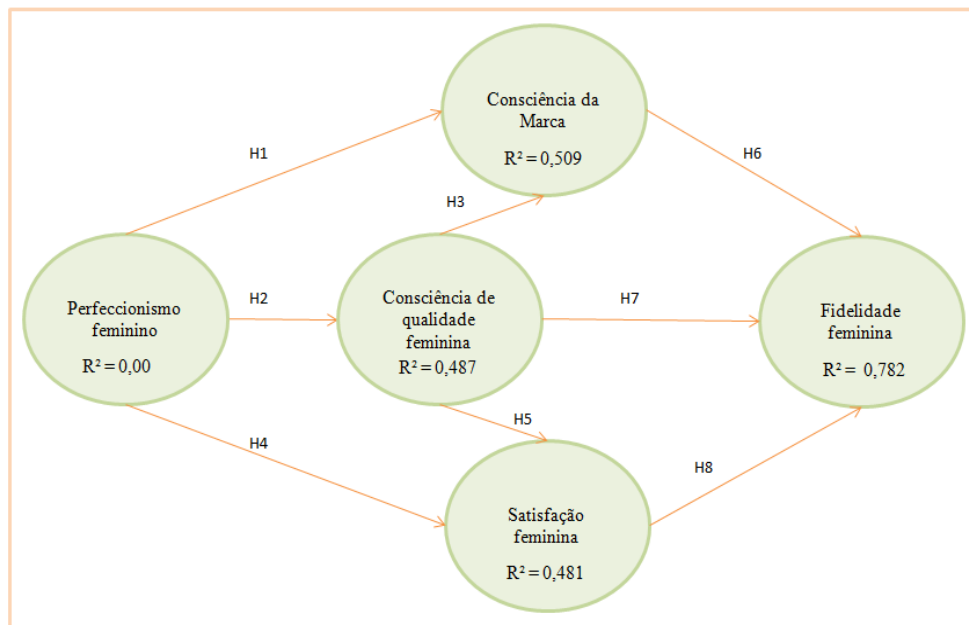 Consciência da
Marca
R² = 0,509
H1
H6
H3
Perfeccionismo
feminino
R² = 0,00
H2
Consciência de
qualidade
feminina
R² = 0,487
H7
Fidelidade
feminina
R² = 0,782
H4
H5
H8
Satisfação
feminina
R² = 0,481